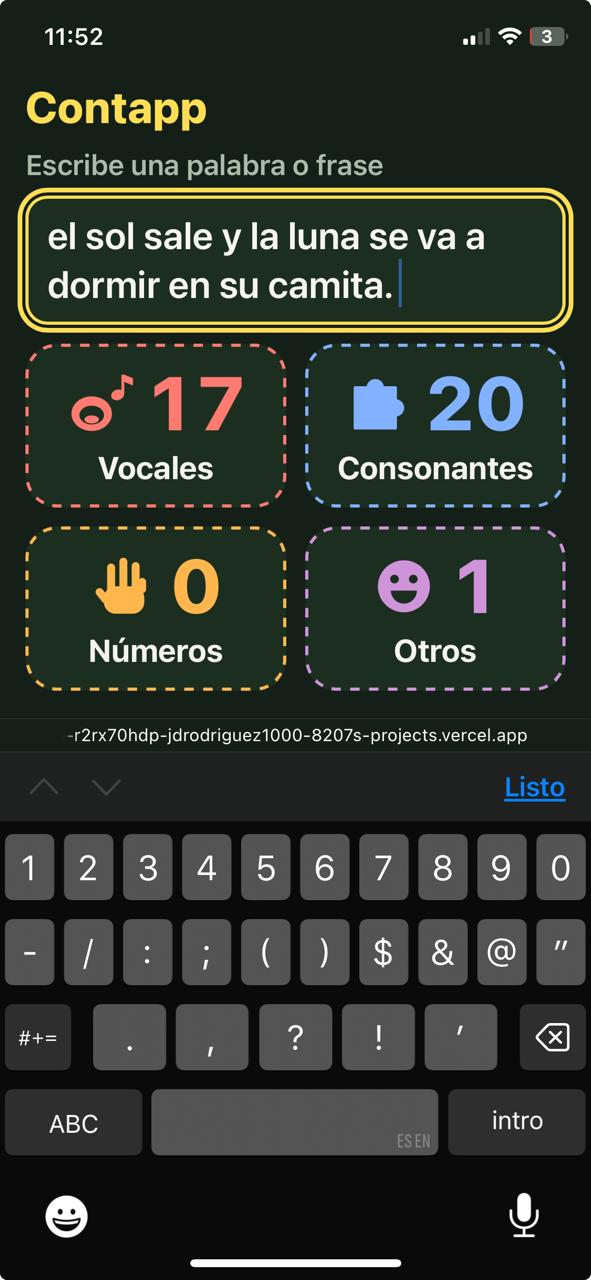 11:52
3
Contapp
Escribe una palabra o frase
el sol sale y la luna se va a
dormir en su camita.
17
Vocales
20
Consonantes
0
Números
1
Otros
-r2rx70hdp-jdrodriguez1000-8207s-projects.vercel.app
Listo
1 2 3 4 5 6 7 8 9 0
- / : ; ( ) $ & @ "
#+= . , ? ! '
ABC ES EN intro